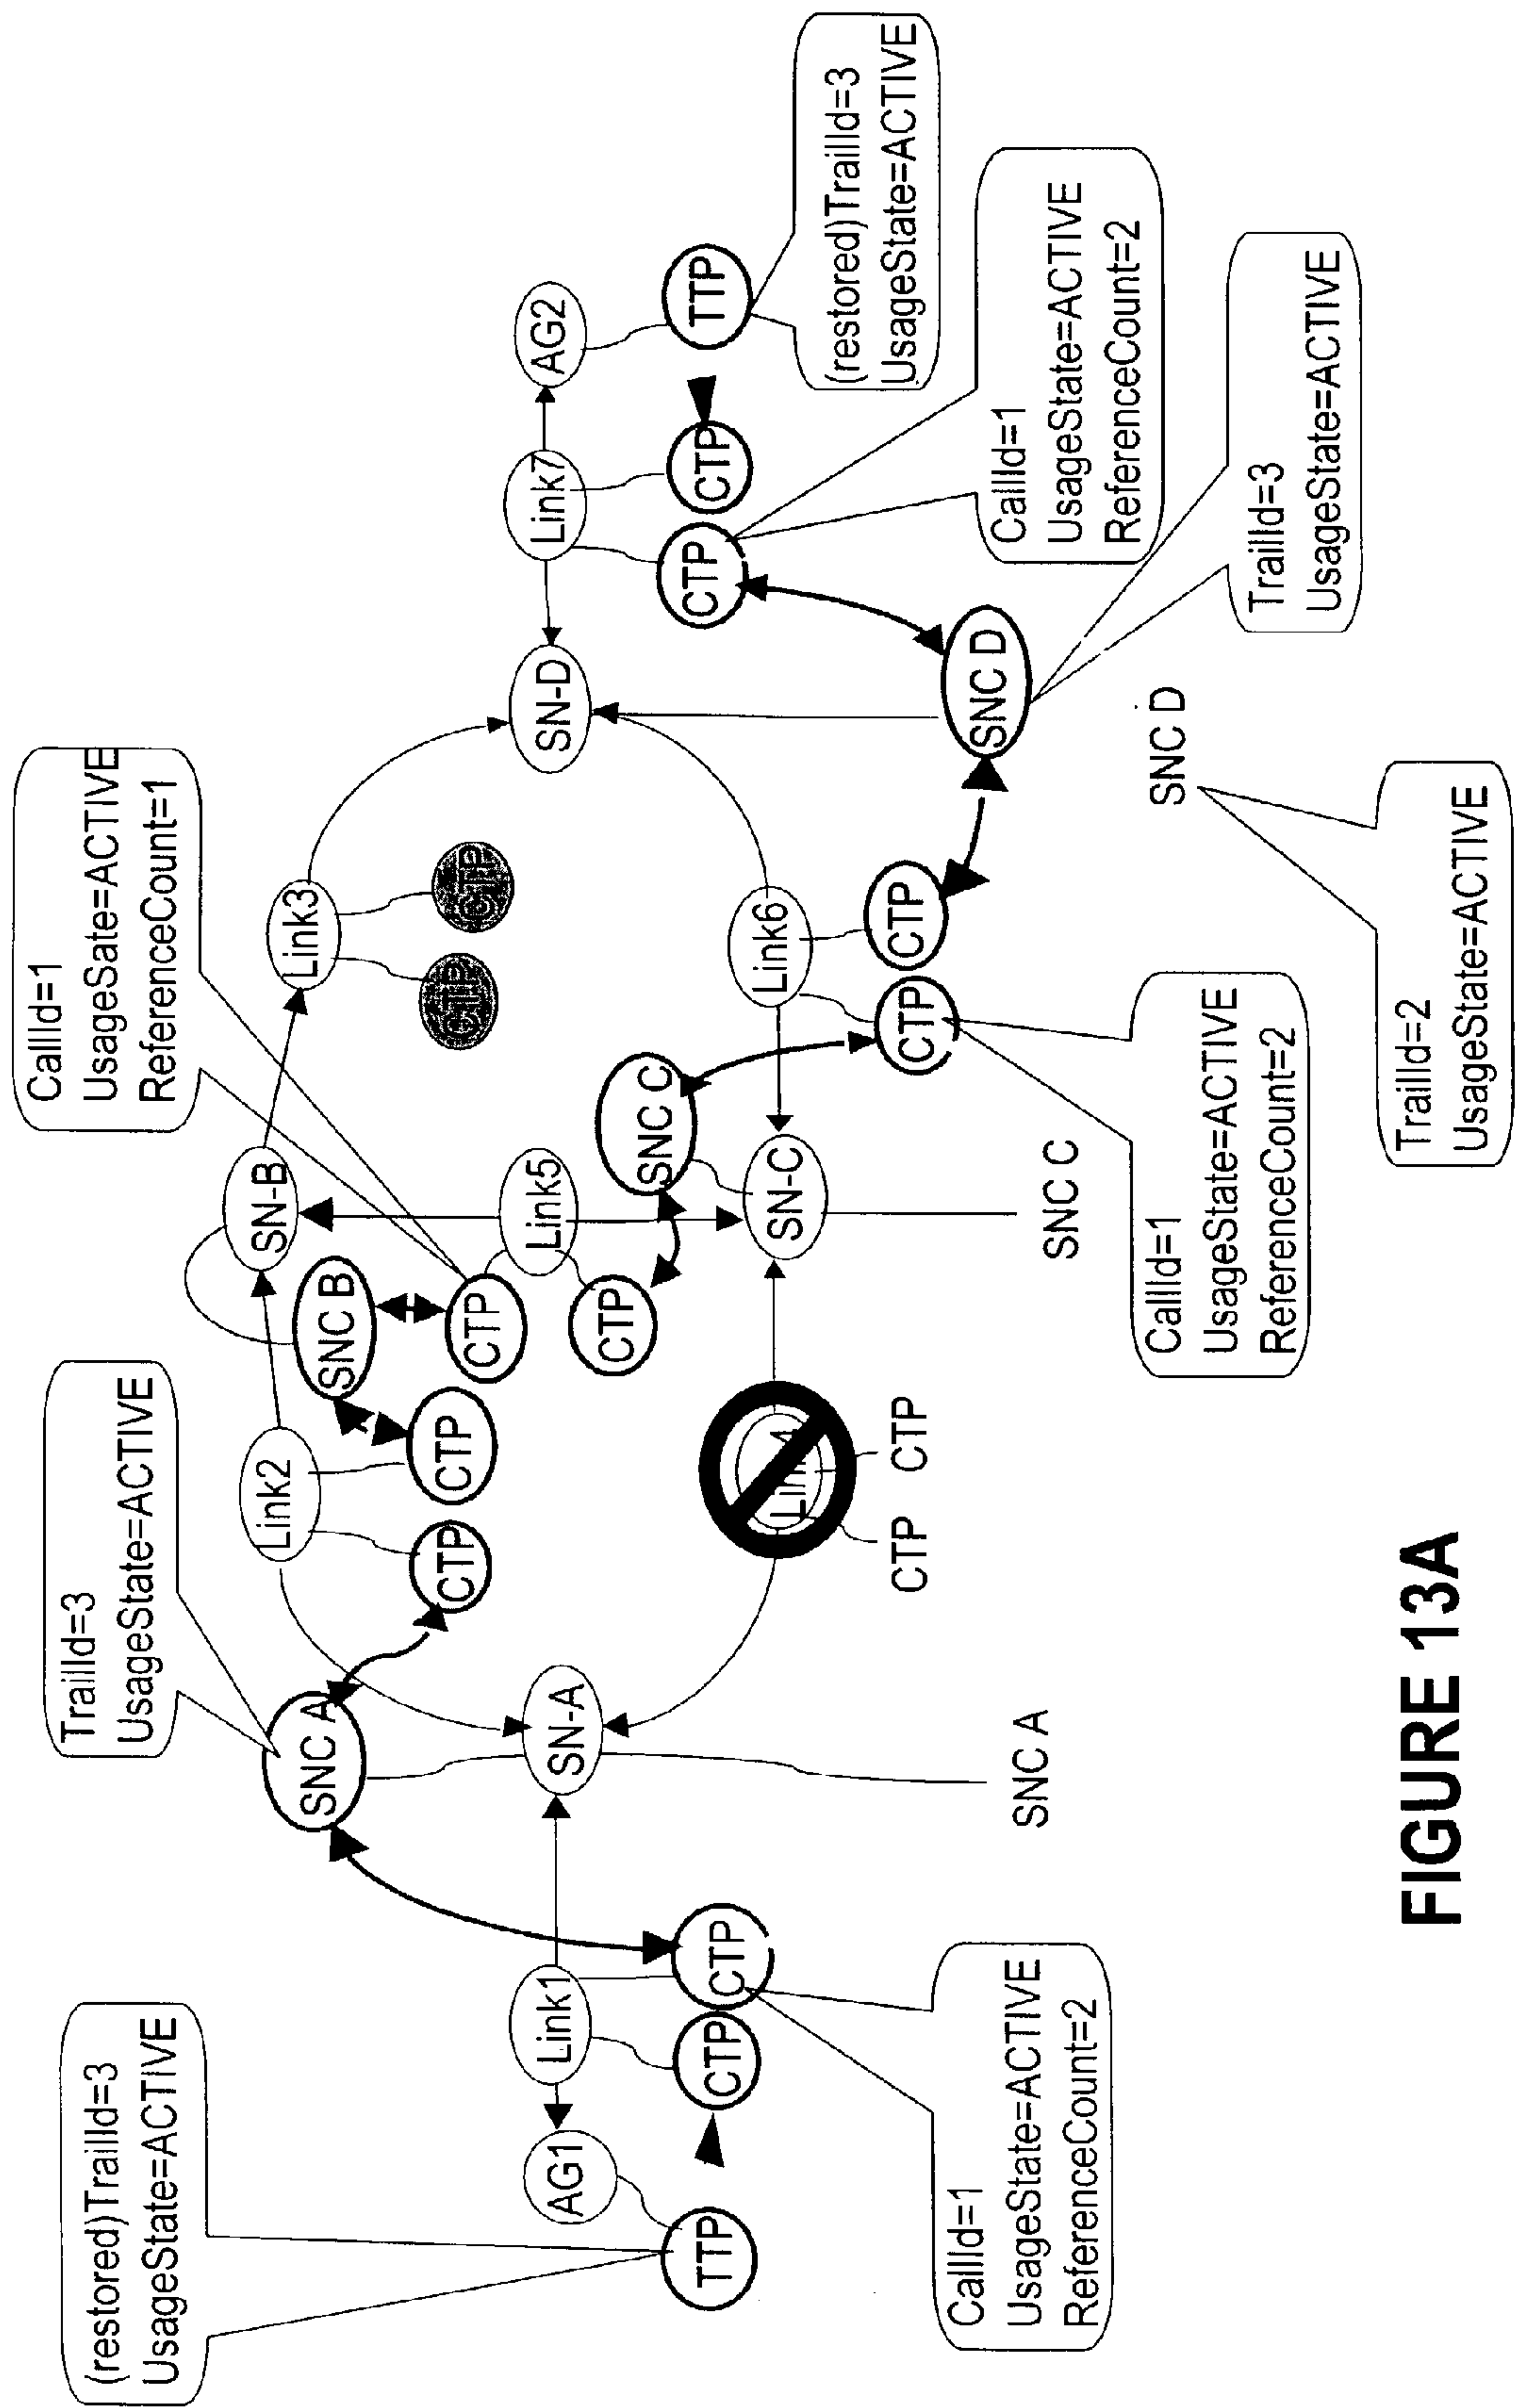 (restored)TrailId=3
UsageState=ACTIVE
TrailId=3
UsageState=ACTIVE
CallId=1
UsageSate=ACTIVE
ReferenceCount=1
SNC A
Link2
SN-B
Link3
SNC B
CTP
CTP
CTP
CTP
CTP
CTP
AG1
Link1
SN-A
Link5
SN-D
Link7
AG2
SNC C
TTP
CTP
CTP
Link4
SN-C
Link6
CTP
CTP
TTP
CTP
CTP
CTP
CTP
SNC D
(restored)TrailId=3
UsageState=ACTIVE
CallId=1
UsageState=ACTIVE
ReferenceCount=2
CallId=1
UsageState=ACTIVE
ReferenceCount=2
SNC A
SNC C
SNC D
CallId=1
UsageState=ACTIVE
ReferenceCount=2
TrailId=3
UsageState=ACTIVE
TrailId=2
UsageState=ACTIVE
FIGURE 13A